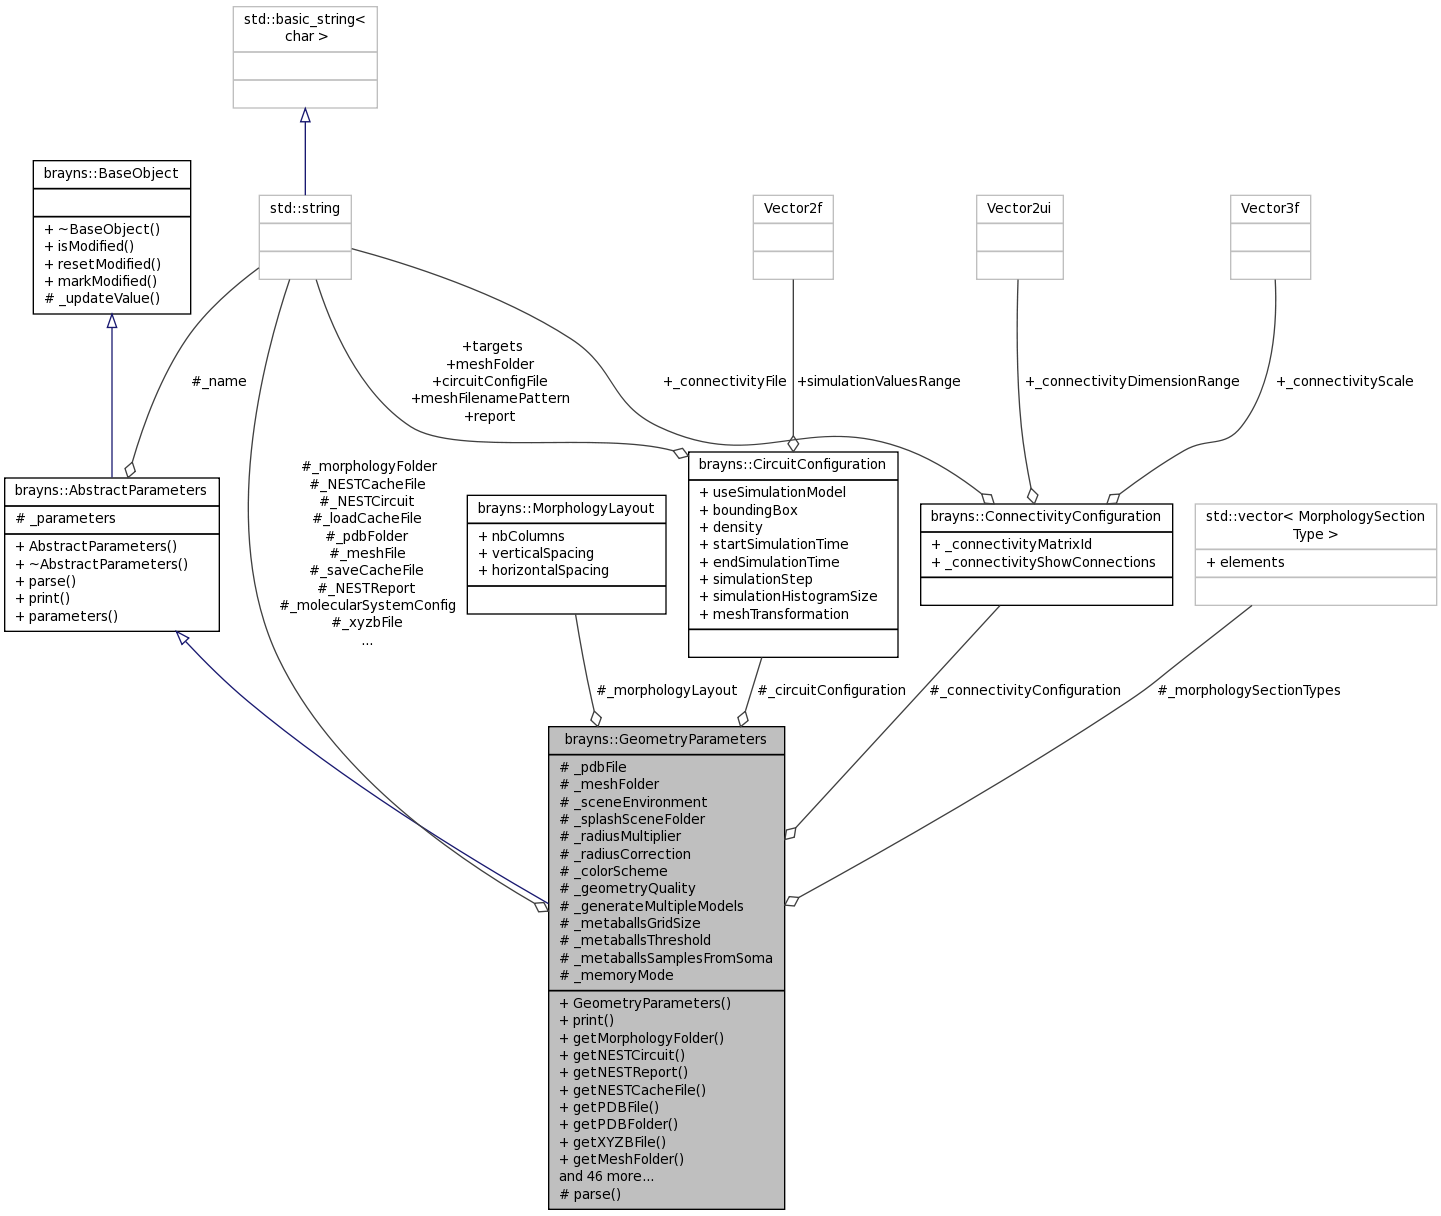 std::basic_string<
char >
brayns::BaseObject
+ ~BaseObject()
+ isModified()
+ resetModified()
+ markModified()
# _updateValue()
std::string
Vector2f
Vector2ui
Vector3f
#_name
+targets
+meshFolder
+circuitConfigFile
+meshFilenamePattern
+report
+_connectivityFile
+simulationValuesRange
+_connectivityDimensionRange
+_connectivityScale
brayns::AbstractParameters
# _parameters
+ AbstractParameters()
+ ~AbstractParameters()
+ parse()
+ print()
+ parameters()
#_morphologyFolder
#_NESTCacheFile
#_NESTCircuit
#_loadCacheFile
#_pdbFolder
#_meshFile
#_saveCacheFile
#_NESTReport
#_molecularSystemConfig
#_xyzbFile
...
brayns::MorphologyLayout
+ nbColumns
+ verticalSpacing
+ horizontalSpacing
brayns::CircuitConfiguration
+ useSimulationModel
+ boundingBox
+ density
+ startSimulationTime
+ endSimulationTime
+ simulationStep
+ simulationHistogramSize
+ meshTransformation
brayns::ConnectivityConfiguration
+ _connectivityMatrixId
+ _connectivityShowConnections
std::vector< MorphologySection
Type >
+ elements
#_morphologyLayout
#_circuitConfiguration
#_connectivityConfiguration
#_morphologySectionTypes
brayns::GeometryParameters
# _pdbFile
# _meshFolder
# _sceneEnvironment
# _splashSceneFolder
# _radiusMultiplier
# _radiusCorrection
# _colorScheme
# _geometryQuality
# _generateMultipleModels
# _metaballsGridSize
# _metaballsThreshold
# _metaballsSamplesFromSoma
# _memoryMode
+ GeometryParameters()
+ print()
+ getMorphologyFolder()
+ getNESTCircuit()
+ getNESTReport()
+ getNESTCacheFile()
+ getPDBFile()
+ getPDBFolder()
+ getXYZBFile()
+ getMeshFolder()
and 46 more...
# parse()